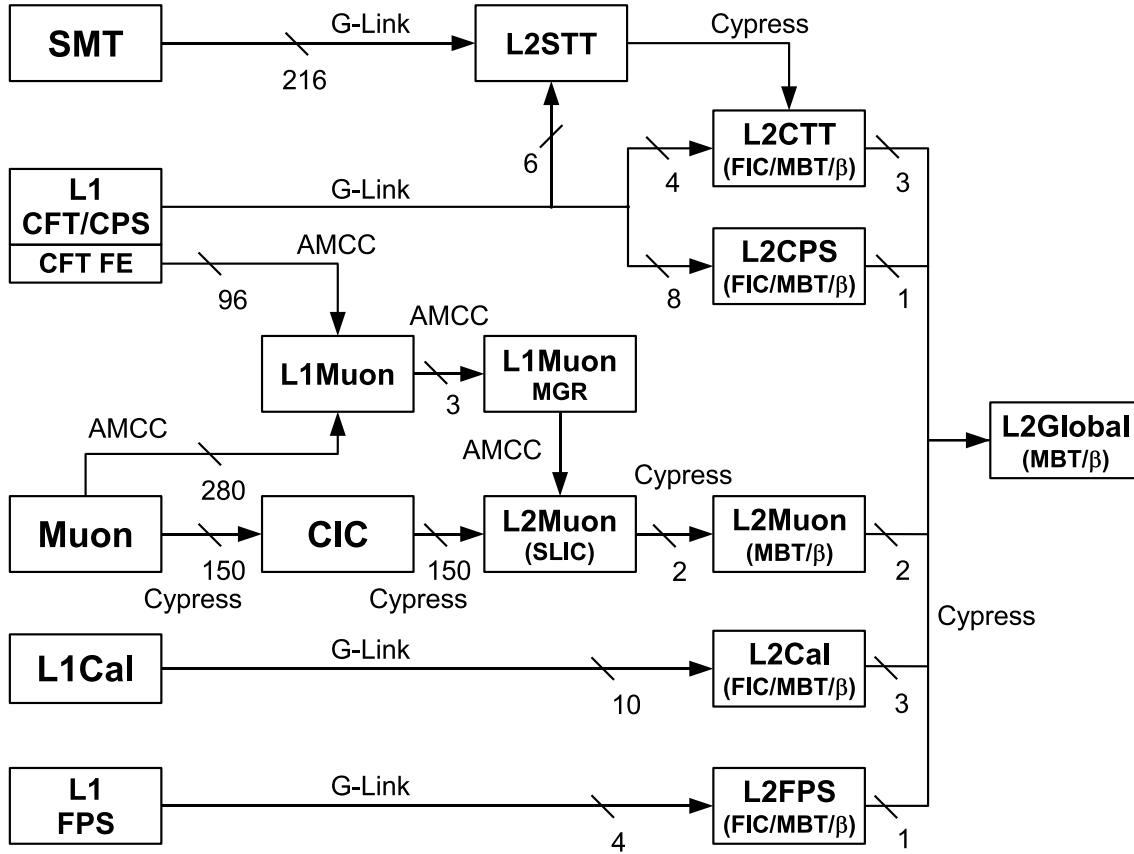 SMT
G-Link
216
L2STT
Cypress
L2CTT
(FIC/MBT/β)
3
6
4
L1
CFT/CPS
G-Link
CFT FE
AMCC
96
L2CPS
(FIC/MBT/β)
8
1
L1Muon
AMCC
3
L1Muon
MGR
AMCC
AMCC
280
L2Global
(MBT/β)
Muon
150
Cypress
CIC
150
Cypress
L2Muon
(SLIC)
Cypress
2
L2Muon
(MBT/β)
2
Cypress
L1Cal
G-Link
10
L2Cal
(FIC/MBT/β)
3
L1
FPS
G-Link
4
L2FPS
(FIC/MBT/β)
1